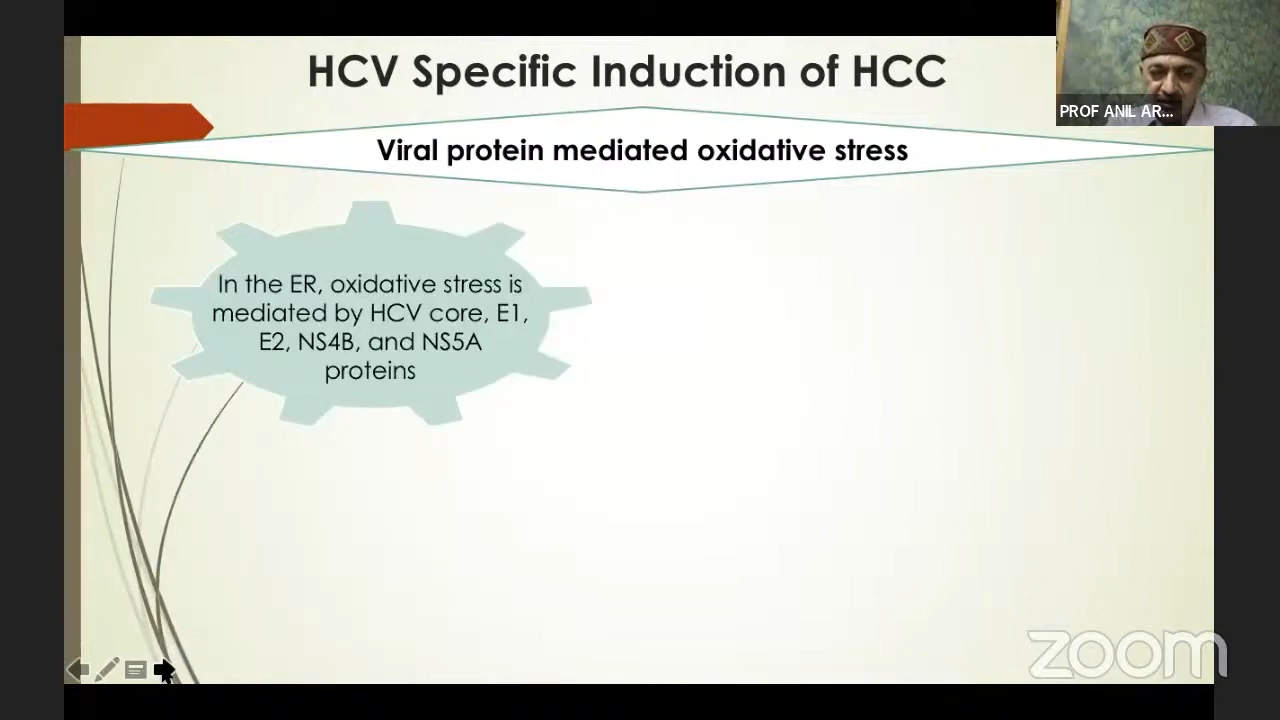 HCV Specific Induction of HCC
PROF ANIL AR...
Viral protein mediated oxidative stress
In the ER, oxidative stress is
mediated by HCV core, E1,
E2, NS4B, and NS5A
proteins
zoom